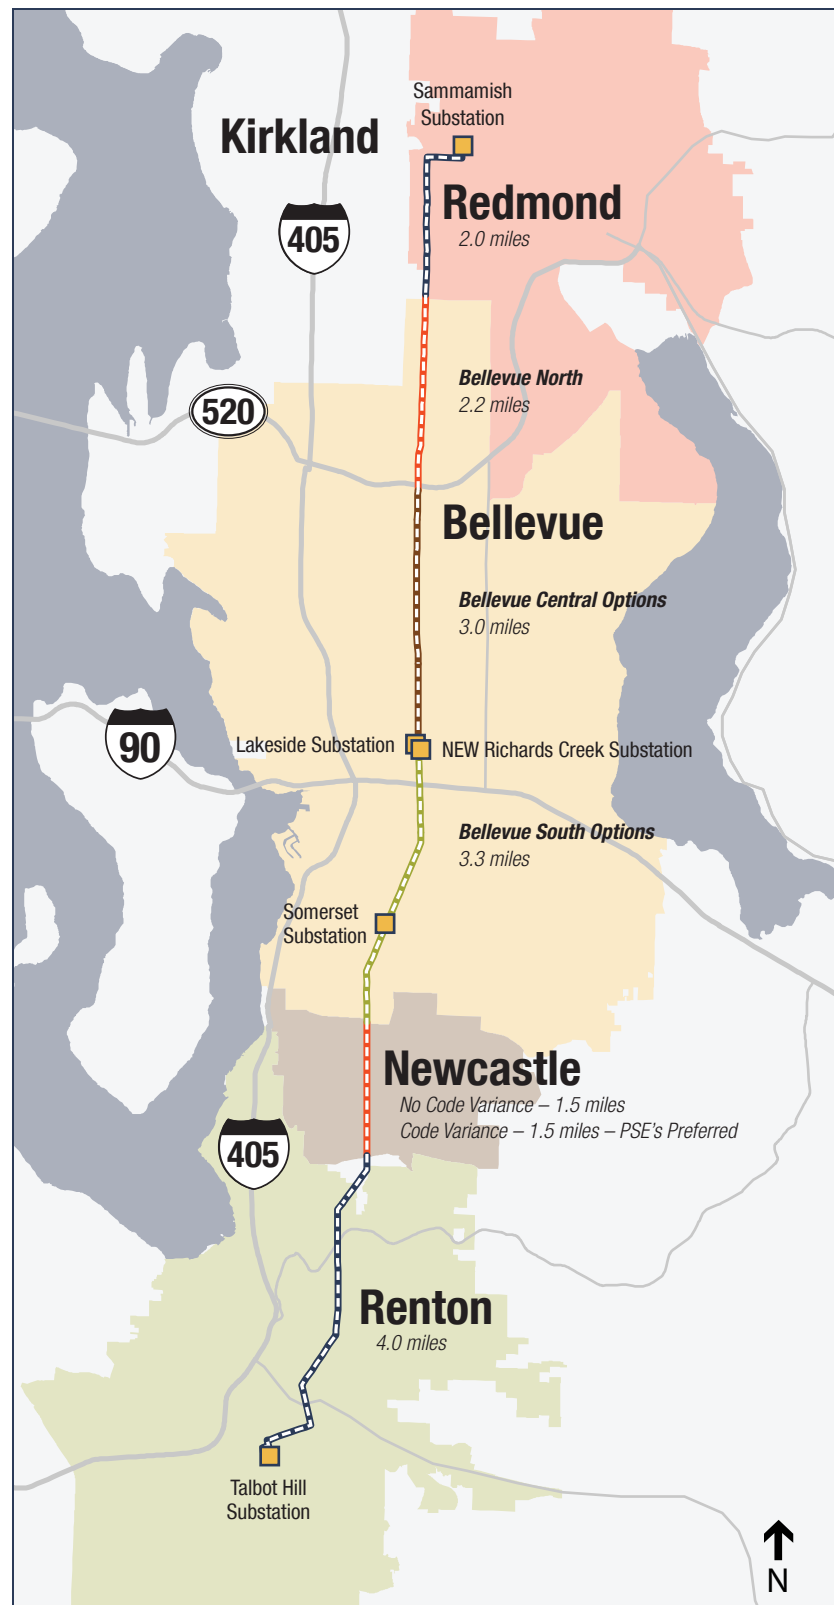 Sammamish
Substation
Kirkland
Redmond
2.0 miles
405
Bellevue North
2.2 miles
520
Bellevue
Bellevue Central Options
3.0 miles
90
Lakeside Substation
NEW Richards Creek Substation
Bellevue South Options
3.3 miles
Somerset
Substation
Newcastle
No Code Variance – 1.5 miles
Code Variance – 1.5 miles – PSE's Preferred
405
Renton
4.0 miles
Talbot Hill
Substation
N